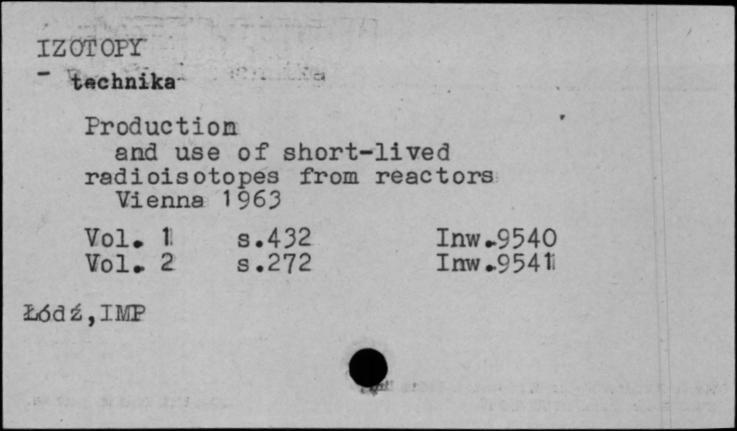 IZOTOPY
- technika
Production
and use of short-lived
radioisotopes from reactors
Vienna 1963
Vol. 1 s.432 Inw.9540
Vol. 2 s.272 Inw.9541
Łódź,IMP